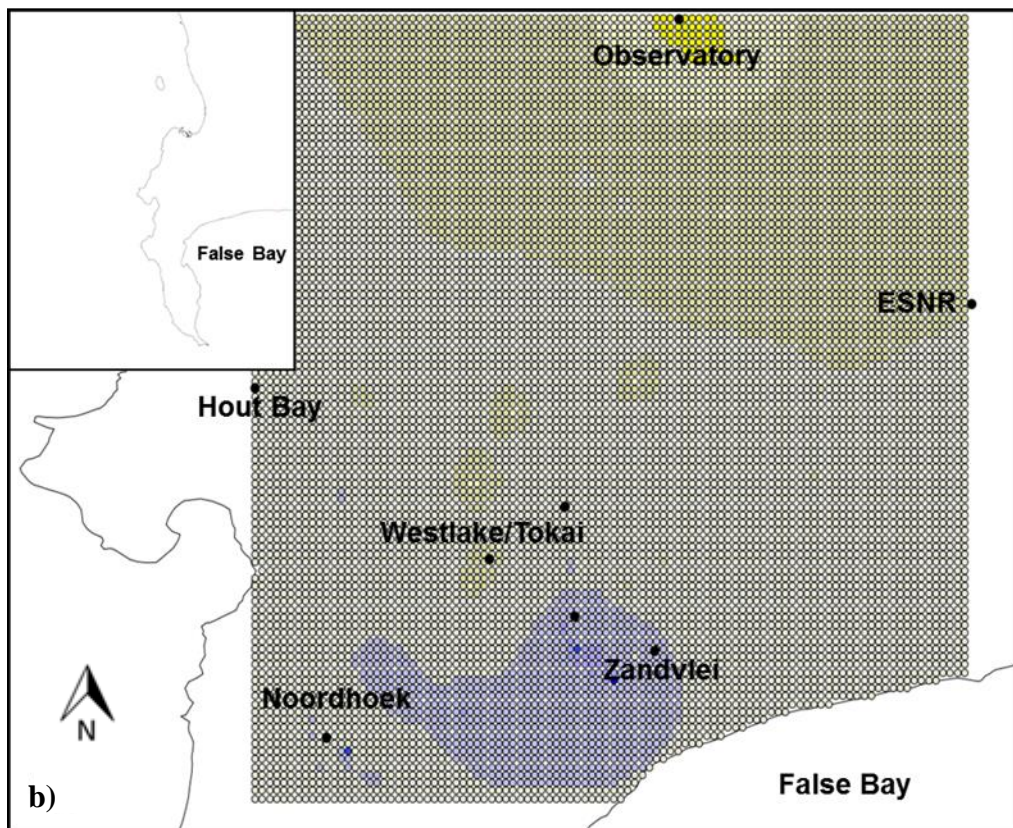 Observatory
False Bay
ESNR
Hout Bay
Westlake/Tokai
Zandvlei
Noordhoek
N
False Bay
b)